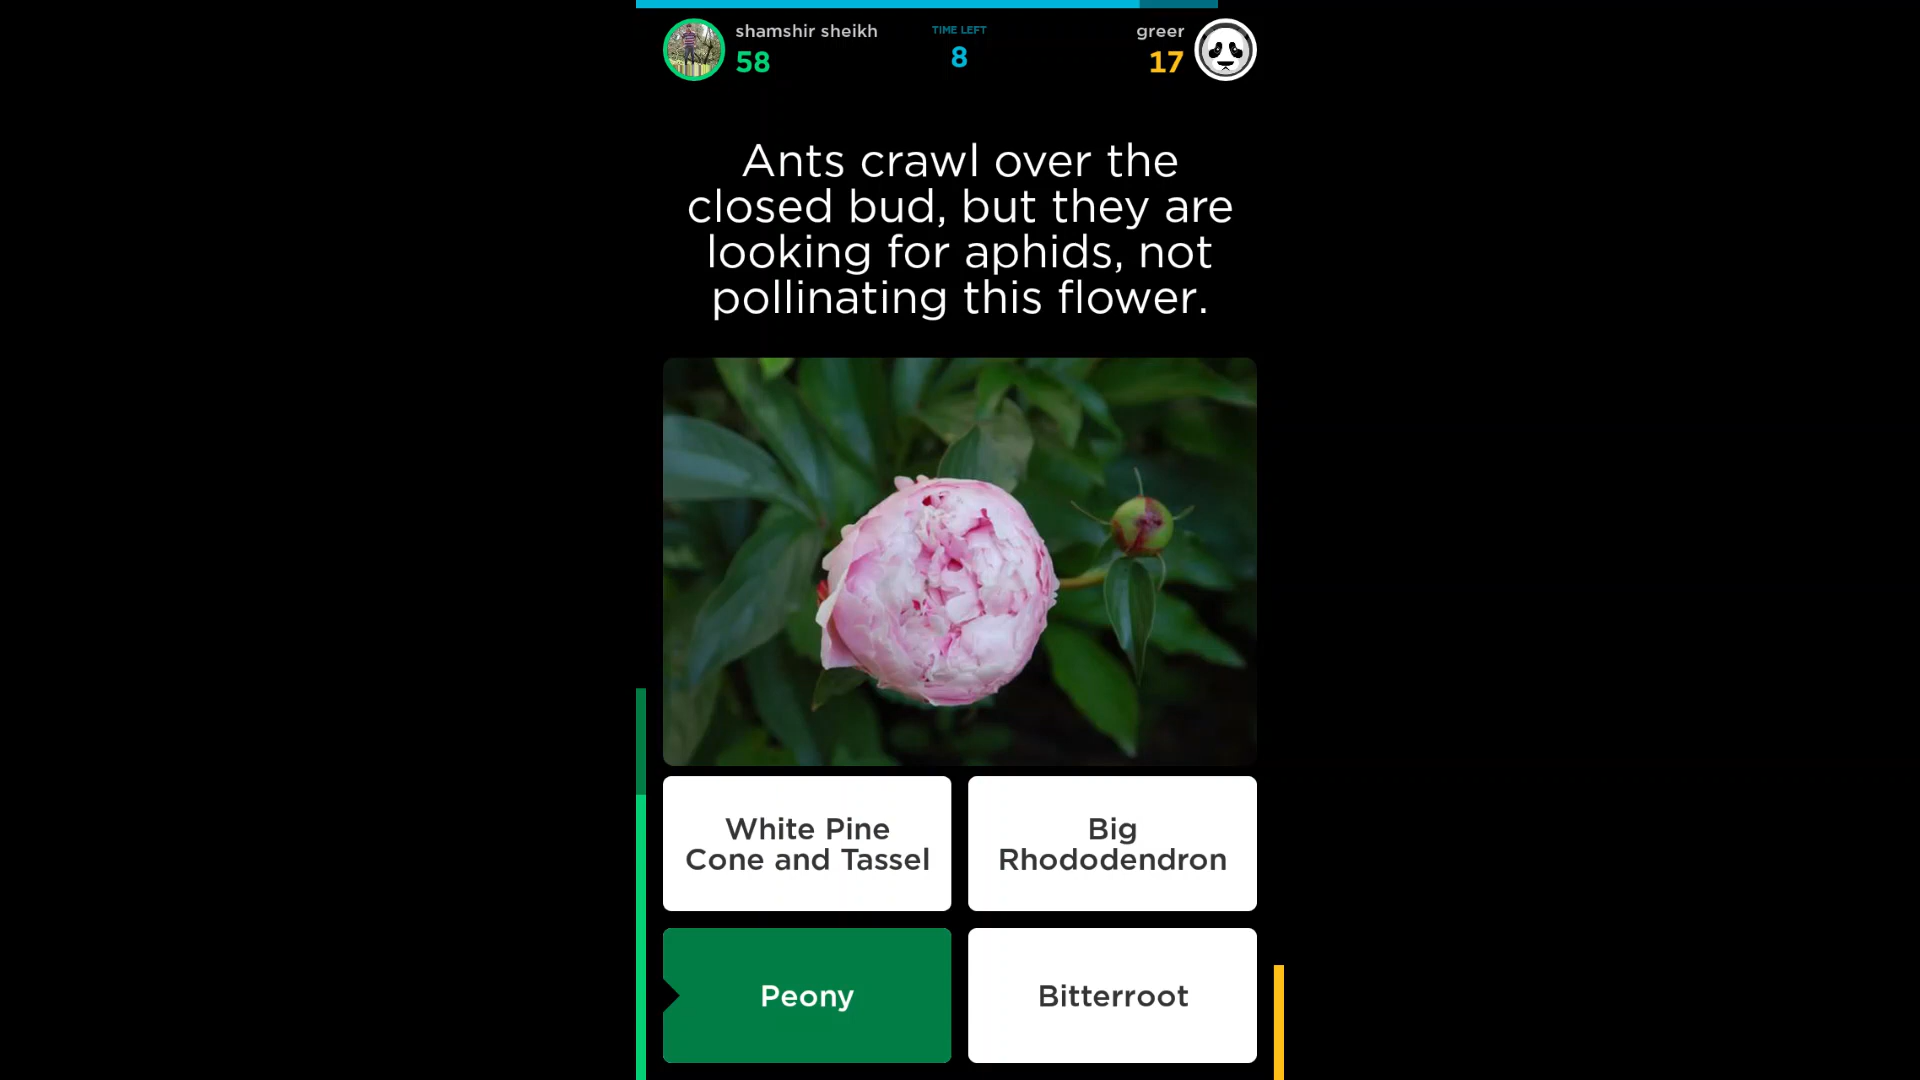 shamshir sheikh
58
TIME LEFT
8
greer
17
Ants crawl over the
closed bud, but they are
looking for aphids, not
pollinating this flower.
White Pine
Cone and Tassel
Big
Rhododendron
Peony
Bitterroot